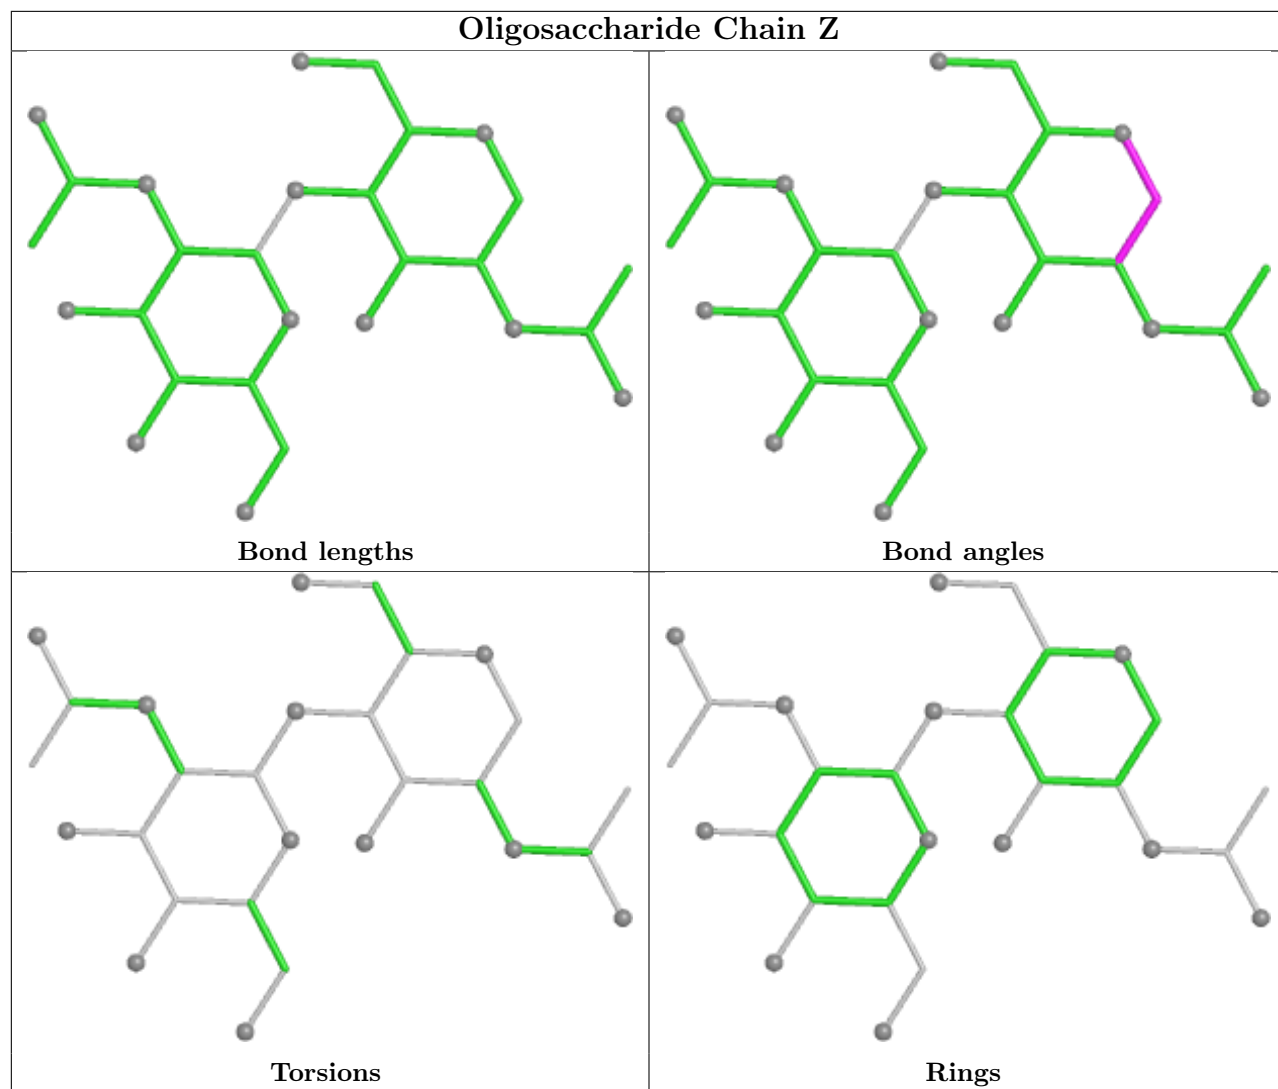 Oligosaccharide Chain Z
Bond lengths
Bond angles
Torsions
Rings